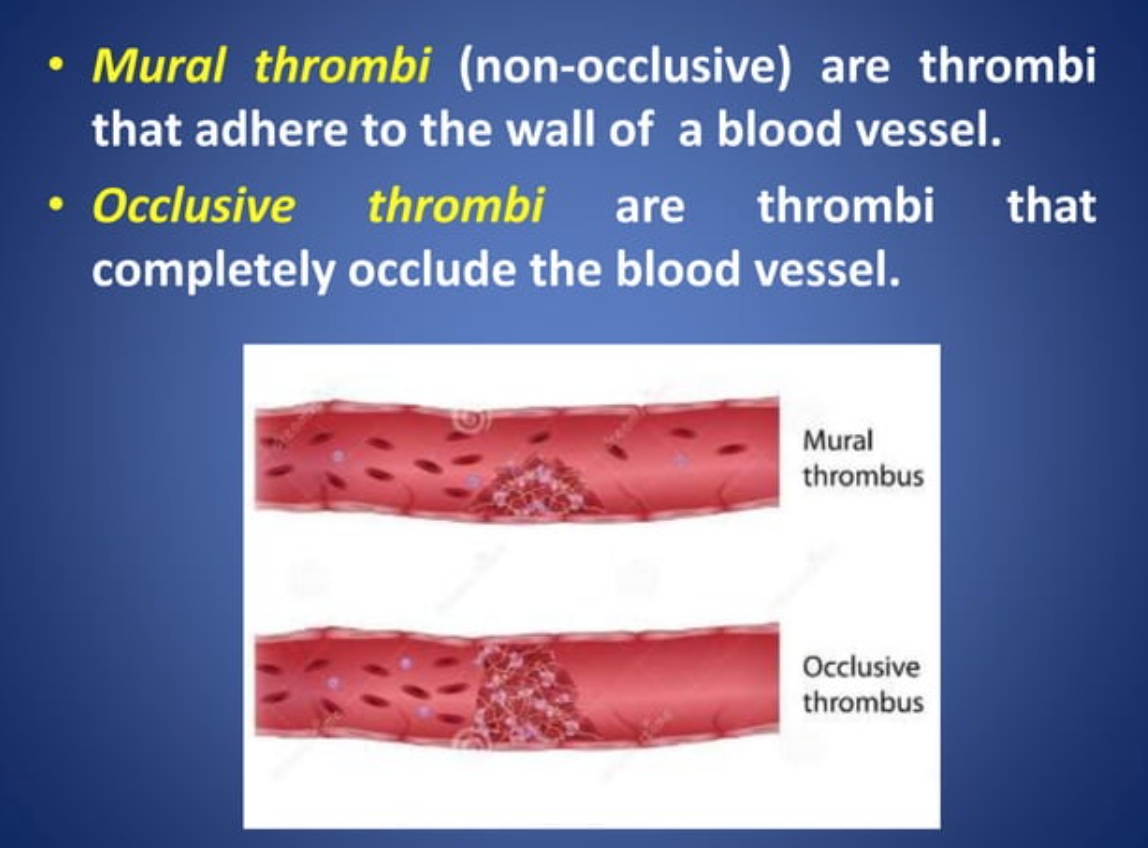 • Mural thrombi (non-occlusive) are thrombi
that adhere to the wall of a blood vessel.
• Occlusive thrombi are thrombi that
completely occlude the blood vessel.
Mural
thrombus
Occlusive
thrombus